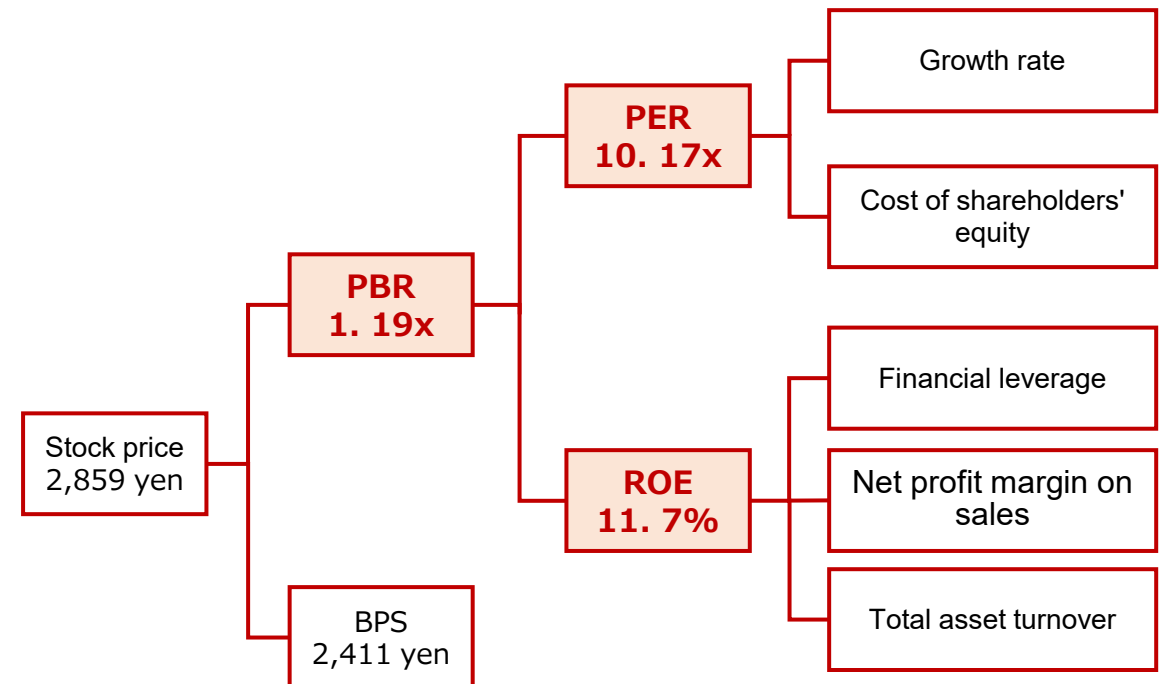 Stock price
2,859 yen
PBR
1. 19x
BPS
2,411 yen
PER
10. 17x
ROE
11. 7%
Growth rate
Cost of shareholders'
equity
Financial leverage
Net profit margin on
sales
Total asset turnover